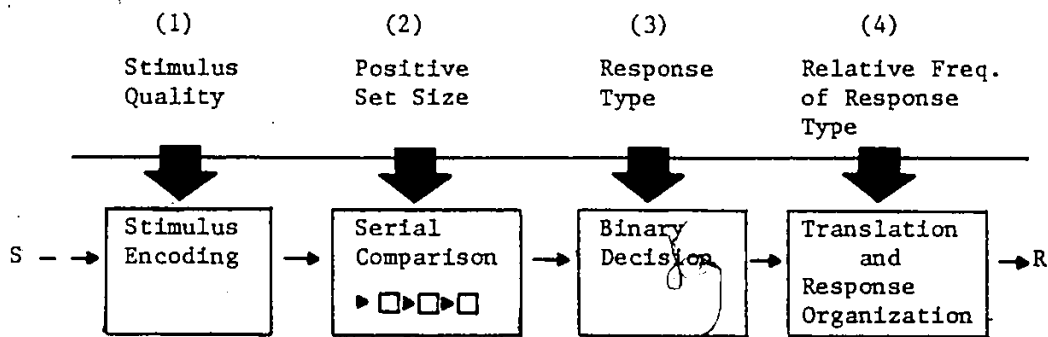 (1) (2) (3) (4)
Stimulus Positive Response Relative Freq.
Quality Set Size Type of Response
Type
Stimulus Serial Binary Translation
S Encoding Comparison Decision and R
Response
Organization